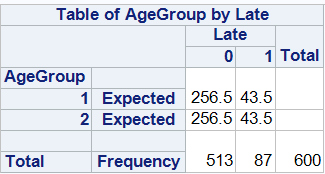 Table of AgeGroup by Late
Late
0 1 Total
AgeGroup
1 Expected 256.5 43.5
2 Expected 256.5 43.5
Total Frequency 513 87 600